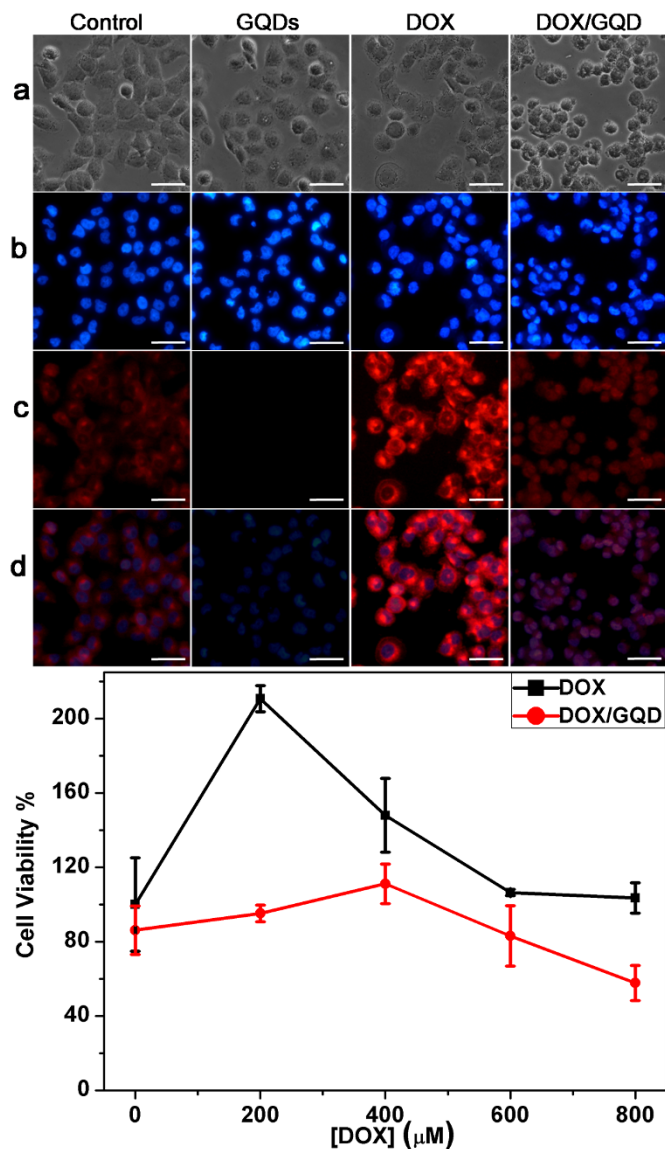 Control GQDs DOX DOX/GQD
a
b
c
d
DOX
DOX/GQD
Cell Viability %
200
160
120
80
40
0
0 200 400 600 800
[DOX] (μM)